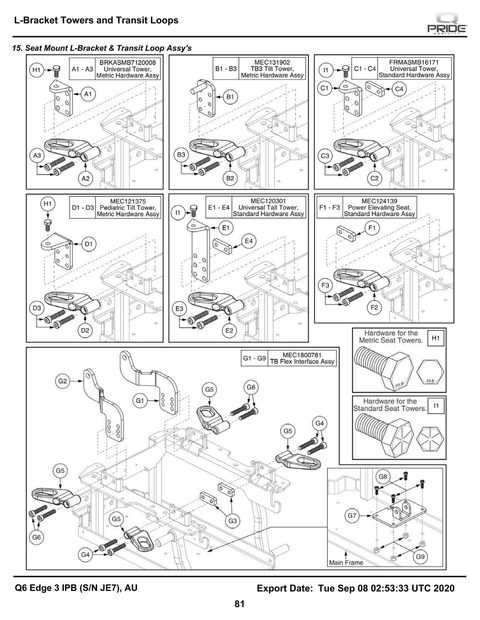 L-Bracket Towers and Transit Loops
PRIDE
15. Seat Mount L-Bracket & Transit Loop Assy's
H1
A1 - A3
BRKASMB7120008
Universal Tower,
Metric Hardware Assy
A1
A3
A2
B1 - B3
MEC131902
TB3 Tilt Tower,
Metric Hardware Assy
B1
B3
B2
I1
C1 - C4
FRMASMB16171
Universal Tower,
Standard Hardware Assy
C1
C4
C3
C2
H1
D1 - D3
MEC121375
Pediatric Tilt Tower,
Metric Hardware Assy
D1
D3
D2
I1
E1 - E4
MEC120301
Universal Tall Tower,
Standard Hardware Assy
E1
E4
E3
E2
F1 - F3
MEC124139
Power Elevating Seat,
Standard Hardware Assy
F1
F3
F2
Hardware for the
Metric Seat Towers.
H1
10.9
10.9
Hardware for the
Standard Seat Towers.
I1
G1 - G9
MEC1800781
TB Flex Interface Assy
G2
G1
G5
G6
G5
G4
G5
G6
G5
G4
G3
G8
G7
G9
Main Frame
Q6 Edge 3 IPB (S/N JE7), AU
Export Date: Tue Sep 08 02:53:33 UTC 2020
81